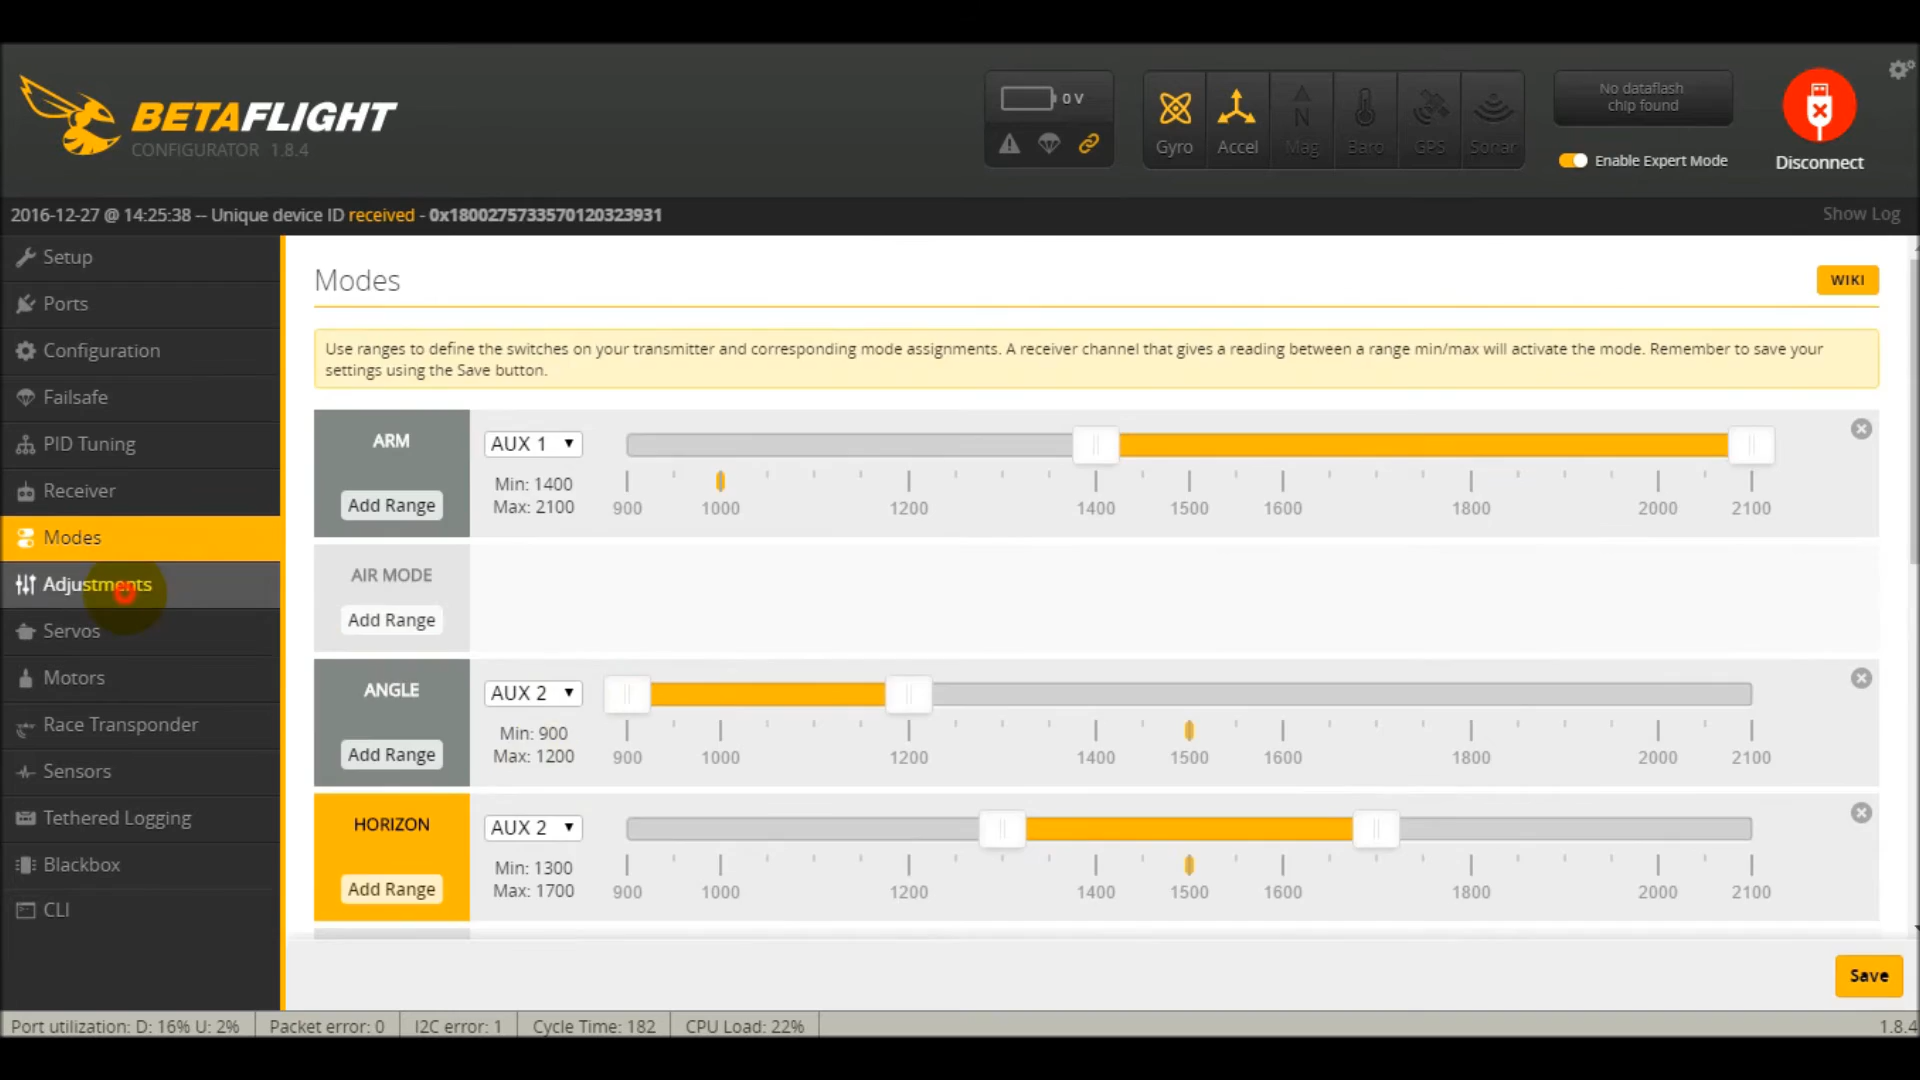 BETAFLIGHT
CONFIGURATOR 1.8.4
0 V
Gyro
Accel
Mag
Baro
GPS
Sonar
No dataflash
chip found
Enable Expert Mode
Disconnect
2016-12-27 @ 14:25:38 -- Unique device ID received - 0x1800275733570120323931
Show Log
Setup
Ports
Configuration
Failsafe
PID Tuning
Receiver
Modes
Adjustments
Servos
Motors
Race Transponder
Sensors
Tethered Logging
Blackbox
CLI
Modes
WIKI
Use ranges to define the switches on your transmitter and corresponding mode assignments. A receiver channel that gives a reading between a range min/max will activate the mode. Remember to save your
settings using the Save button.
ARM
Add Range
AUX 1
Min: 1400
Max: 2100
900 1000 1200 1400 1500 1600 1800 2000 2100
AIR MODE
Add Range
ANGLE
Add Range
AUX 2
Min: 900
Max: 1200
900 1000 1200 1400 1500 1600 1800 2000 2100
HORIZON
Add Range
AUX 2
Min: 1300
Max: 1700
900 1000 1200 1400 1500 1600 1800 2000 2100
Save
Port utilization: D: 16% U: 2% Packet error: 0 I2C error: 1 Cycle Time: 182 CPU Load: 22% 1.8.4